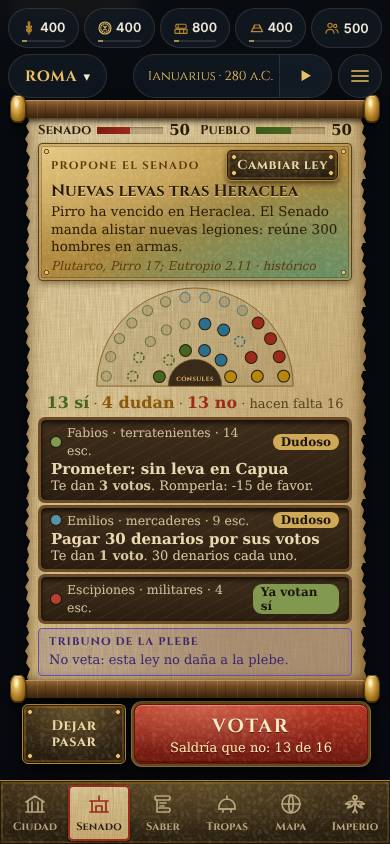 400 400 800 400 500
ROMA ▾ IANUARIUS · 280 A.C.
SENADO 50 PUEBLO 50
PROPONE EL SENADO CAMBIAR LEY
NUEVAS LEVAS TRAS HERACLEA
Pirro ha vencido en Heraclea. El Senado
manda alistar nuevas legiones: reúne 300
hombres en armas.
Plutarco, Pirro 17; Eutropio 2.11 · histórico
CÓNSULES
13 sí · 4 dudan · 13 no · hacen falta 16
Fabios · terratenientes · 14
esc.
Dudoso
Prometer: sin leva en Capua
Te dan 3 votos. Romperla: -15 de favor.
Emilios · mercaderes · 9 esc. Dudoso
Pagar 30 denarios por sus votos
Te dan 1 voto. 30 denarios cada uno.
Escipiones · militares · 4
esc.
Ya votan
sí
TRIBUNO DE LA PLEBE
No veta: esta ley no daña a la plebe.
DEJAR
PASAR
VOTAR
Saldría que no: 13 de 16
CIUDAD SENADO SABER TROPAS MAPA IMPERIO